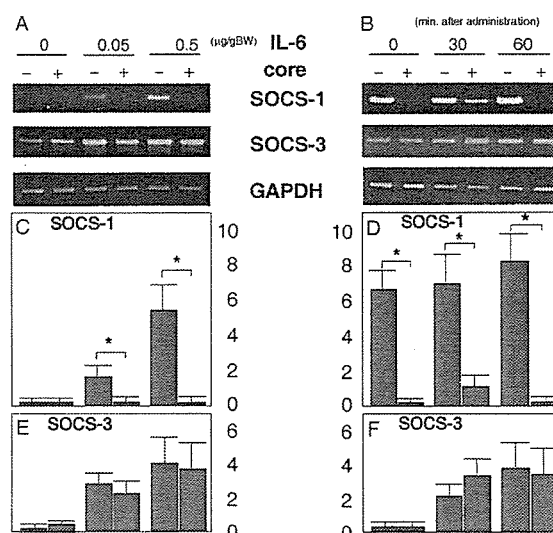 A
B
(min. after administration)
0 0.05 0.5 (µg/gBW) IL-6 0 30 60
- + - + - + core - + - + - +
SOCS-1
SOCS-3
GAPDH
C SOCS-1 10 SOCS-1 D 10
* * * * *
8 8
6 6
4 4
2 2
0 0
E SOCS-3 6 F SOCS-3 6
4 4
2 2
0 0